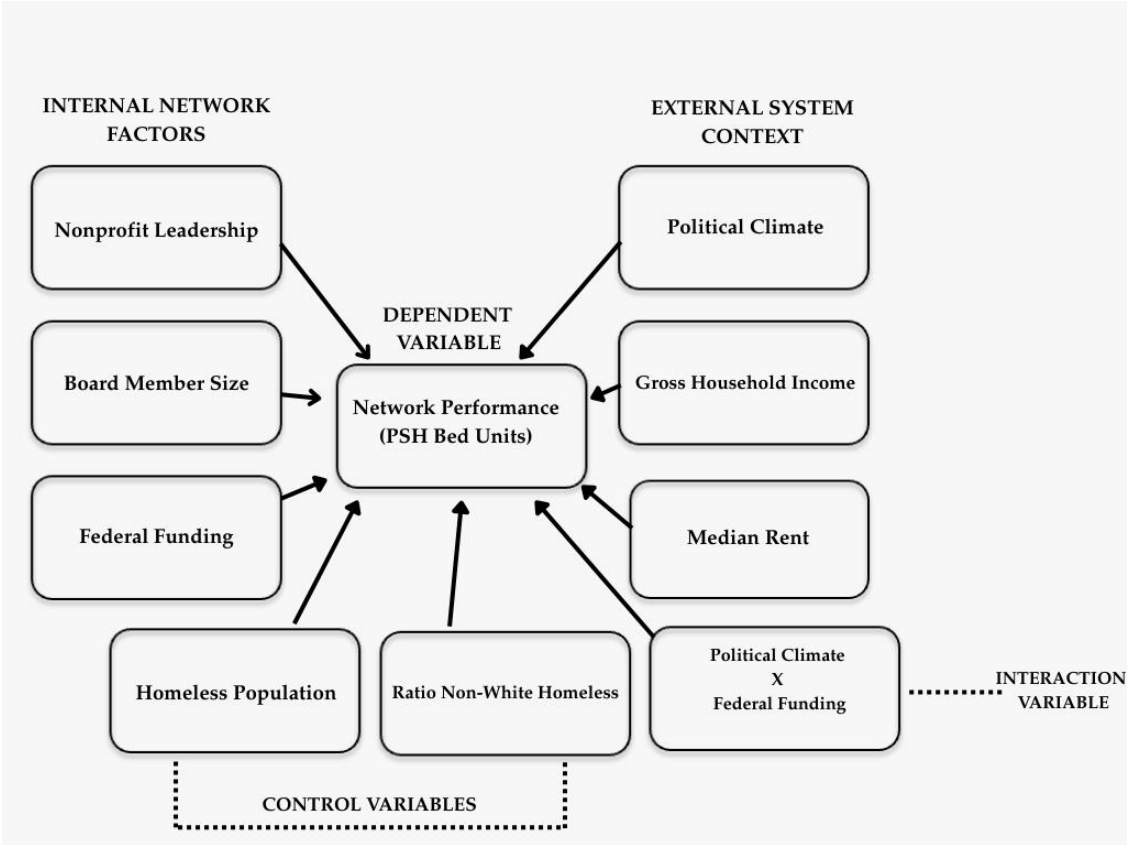 INTERNAL NETWORK
FACTORS
EXTERNAL SYSTEM
CONTEXT
Nonprofit Leadership
Political Climate
DEPENDENT
VARIABLE
Board Member Size
Gross Household Income
Network Performance
(PSH Bed Units)
Federal Funding
Median Rent
Homeless Population
Ratio Non-White Homeless
Political Climate
X
Federal Funding
INTERACTION
VARIABLE
CONTROL VARIABLES